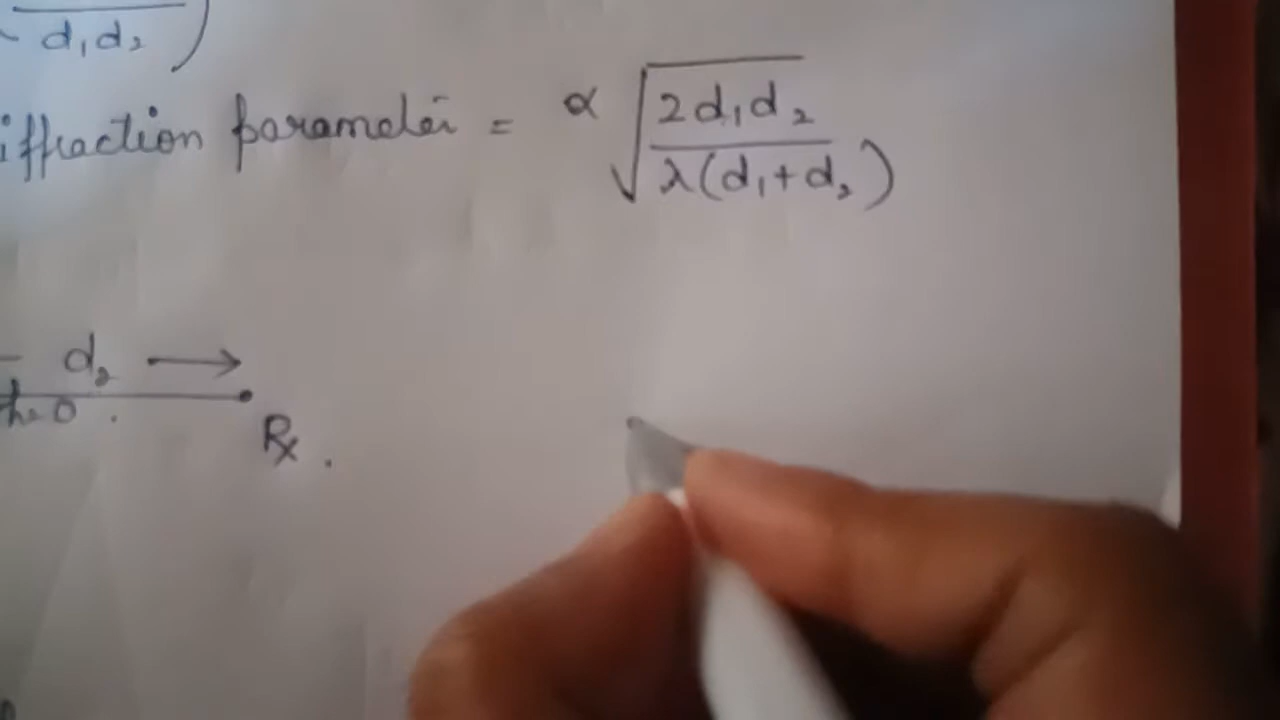 d₁d₂ )
iffraction parameter = α √ 2d₁d₂ / λ(d₁+d₂)
d₂ →
h=0 .
Rx .